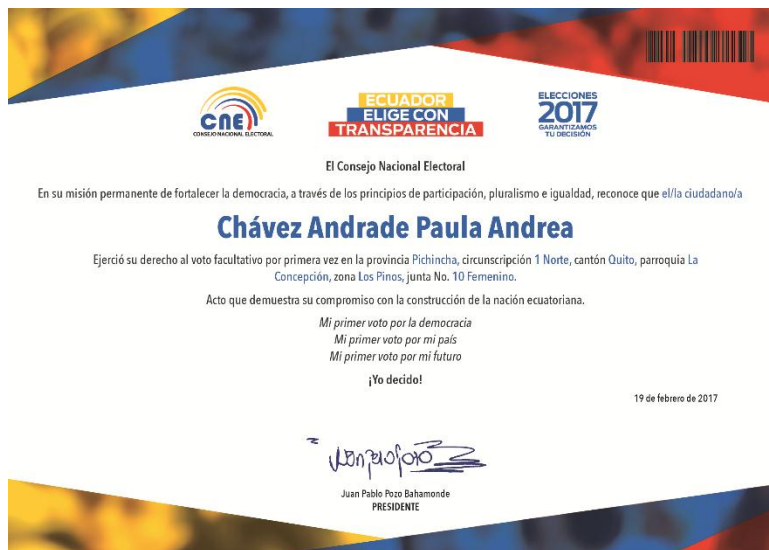 CNE
CONSEJO NACIONAL ELECTORAL
ECUADOR
ELIGE CON
TRANSPARENCIA
ELECCIONES
2017
GARANTIZAMOS
TU DECISIÓN
El Consejo Nacional Electoral
En su misión permanente de fortalecer la democracia, a través de los principios de participación, pluralismo e igualdad, reconoce que el/la ciudadano/a
Chávez Andrade Paula Andrea
Ejerció su derecho al voto facultativo por primera vez en la provincia Pichincha, circunscripción 1 Norte, cantón Quito, parroquia La
Concepción, zona Los Pinos, junta No. 10 Femenino.
Acto que demuestra su compromiso con la construcción de la nación ecuatoriana.
Mi primer voto por la democracia
Mi primer voto por mi país
Mi primer voto por mi futuro
¡Yo decido!
19 de febrero de 2017
Juan Pablo Pozo Bahamonde
PRESIDENTE